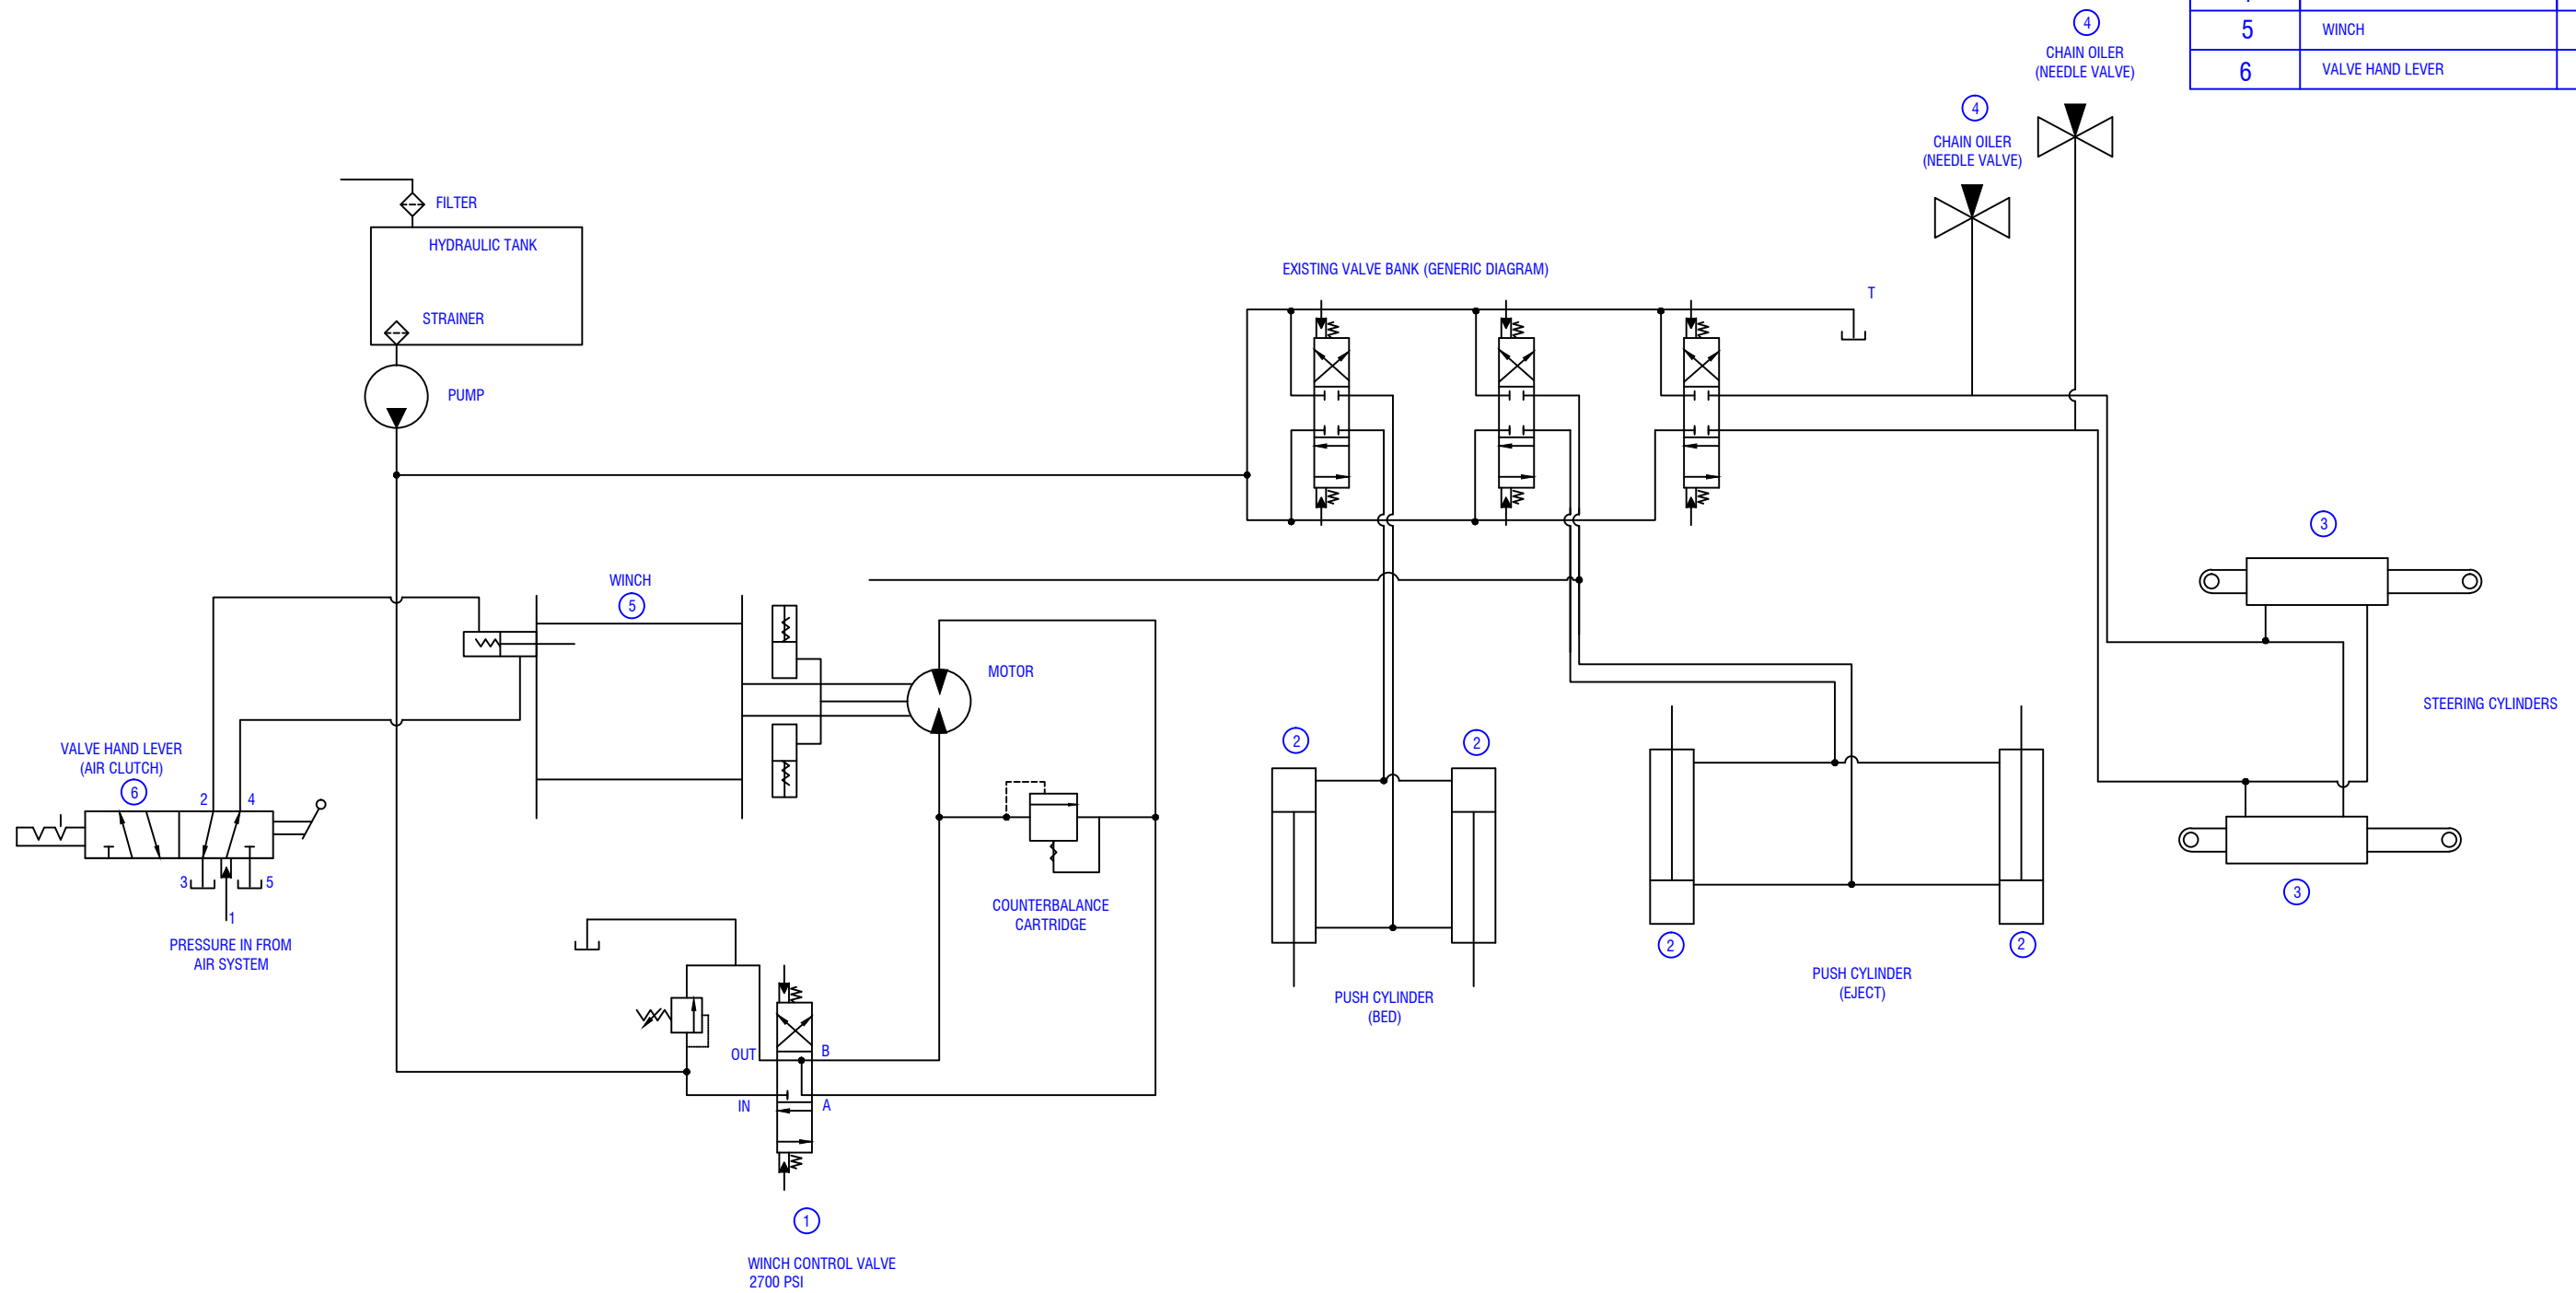 4
CHAIN OILER
(NEEDLE VALVE)
5 WINCH
6 VALVE HAND LEVER
4
CHAIN OILER
(NEEDLE VALVE)
FILTER
HYDRAULIC TANK
STRAINER
PUMP
EXISTING VALVE BANK (GENERIC DIAGRAM)
T
WINCH
5
MOTOR
3
STEERING CYLINDERS
3
VALVE HAND LEVER
(AIR CLUTCH)
6
2 4
3 5
1
PRESSURE IN FROM
AIR SYSTEM
COUNTERBALANCE
CARTRIDGE
2 2
PUSH CYLINDER
(BED)
2 2
PUSH CYLINDER
(EJECT)
OUT B
IN A
1
WINCH CONTROL VALVE
2700 PSI